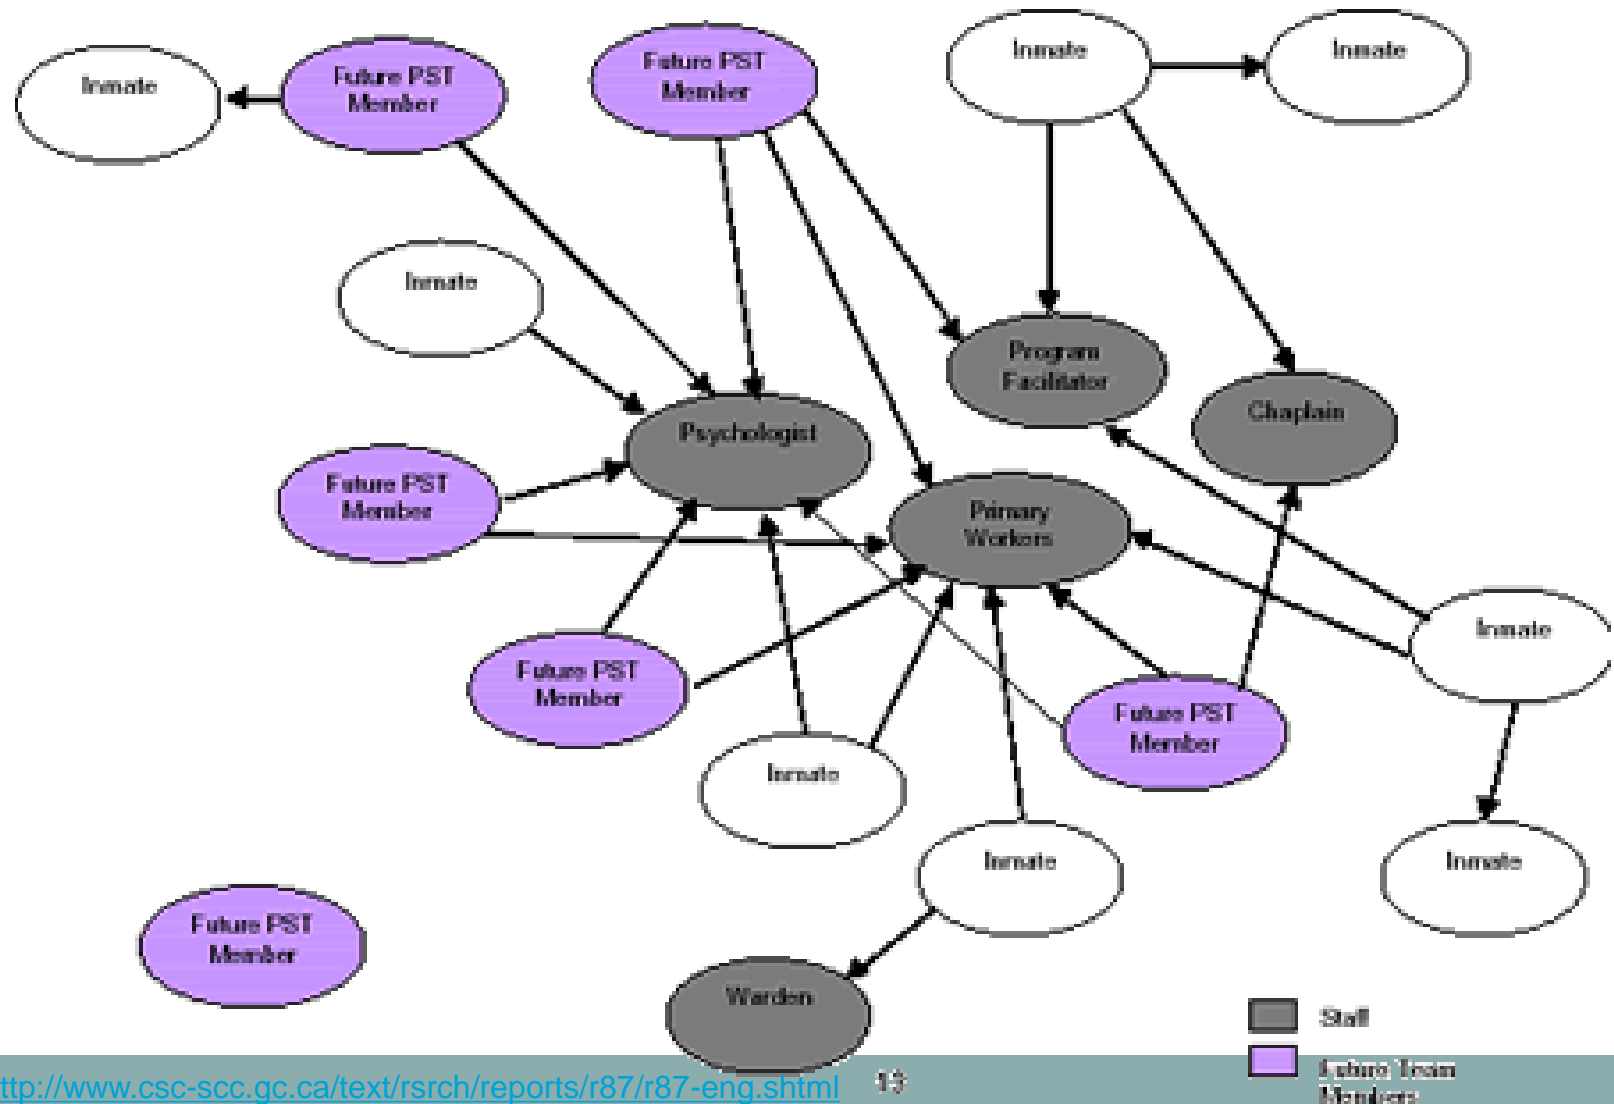 Inmate
Future PST
Member
Future PST
Member
Inmate
Inmate
Inmate
Program
Facilitator
Chaplain
Psychologist
Future PST
Member
Primary
Workers
Inmate
Future PST
Member
Future PST
Member
Inmate
Inmate
Inmate
Future PST
Member
Warden
Staff
Future Team
Members
ttp://www.csc-scc.gc.ca/text/rsrch/reports/r87/r87-eng.shtml
13